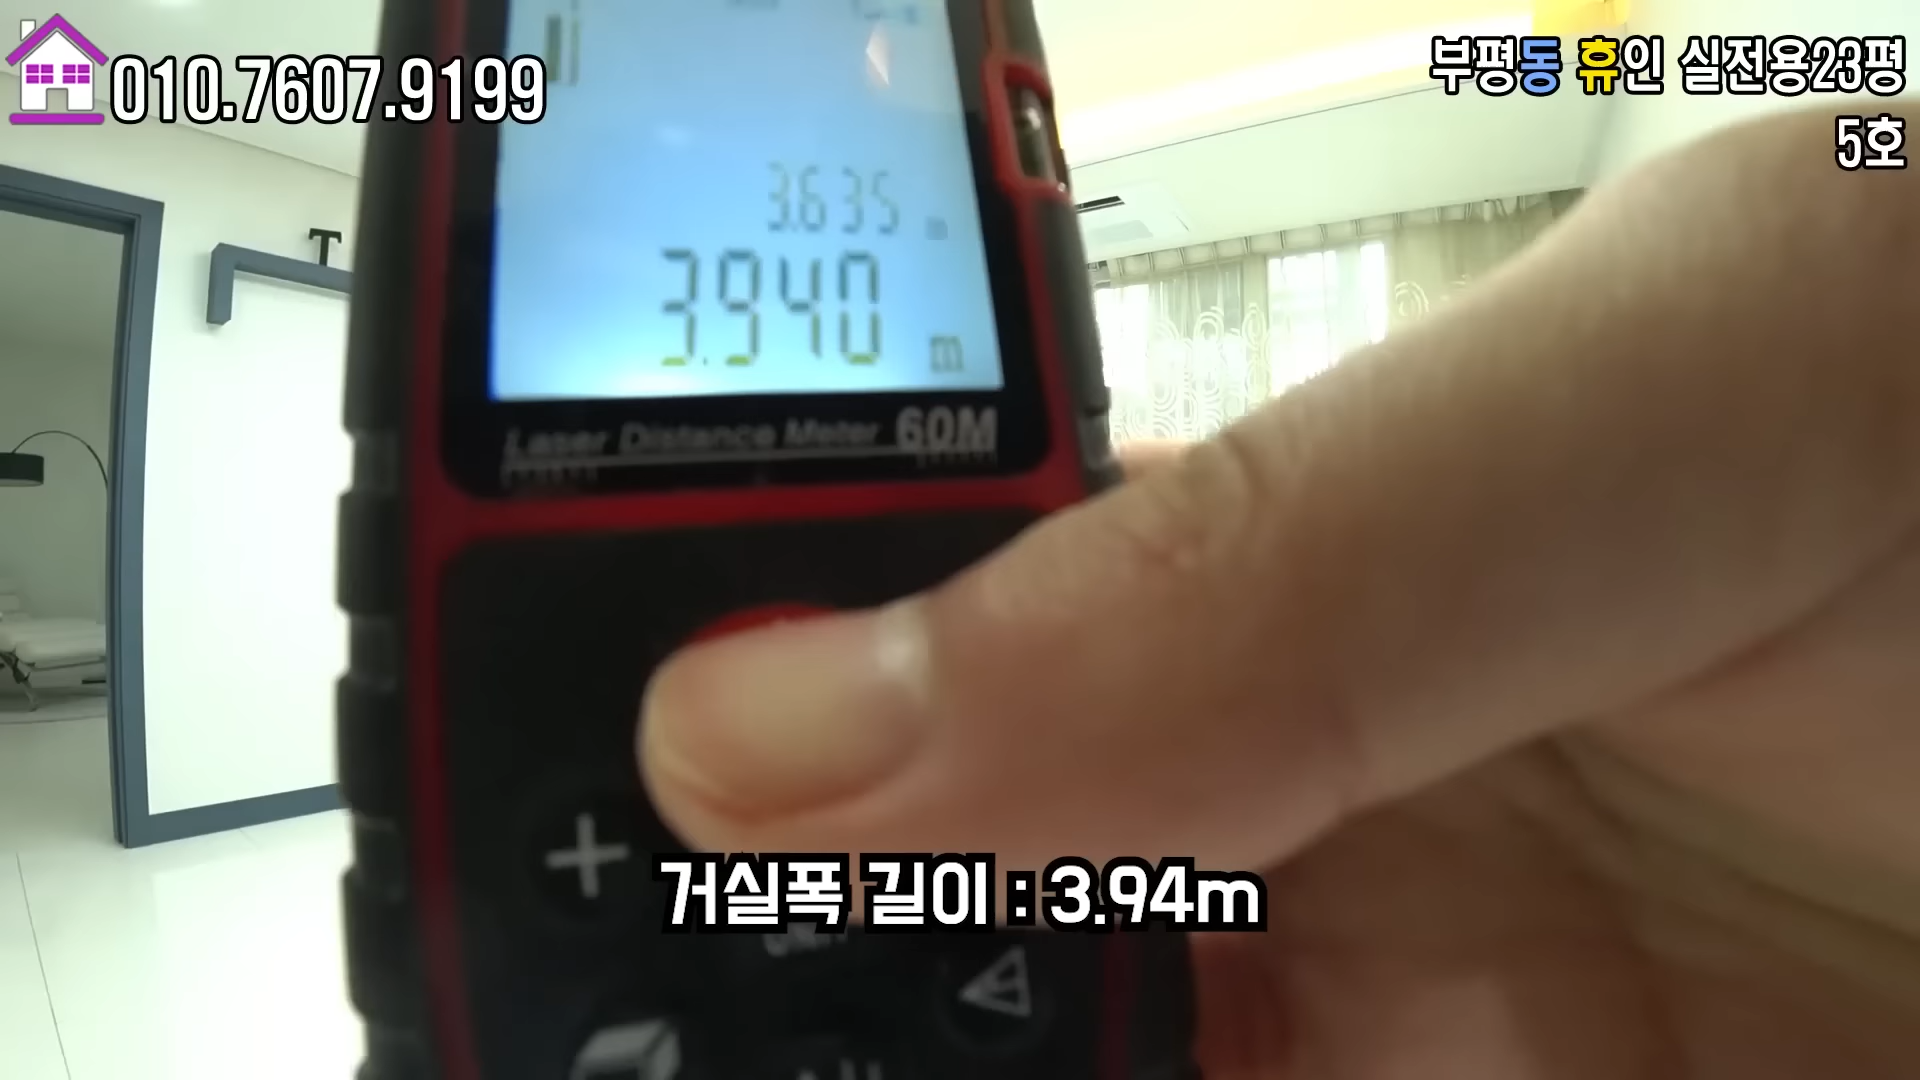 010.7607.9199
부평동 휴인 실전용23평
5호
3.635 m
3.940 m
Laser Distance Meter 60M
거실폭 길이 : 3.94m